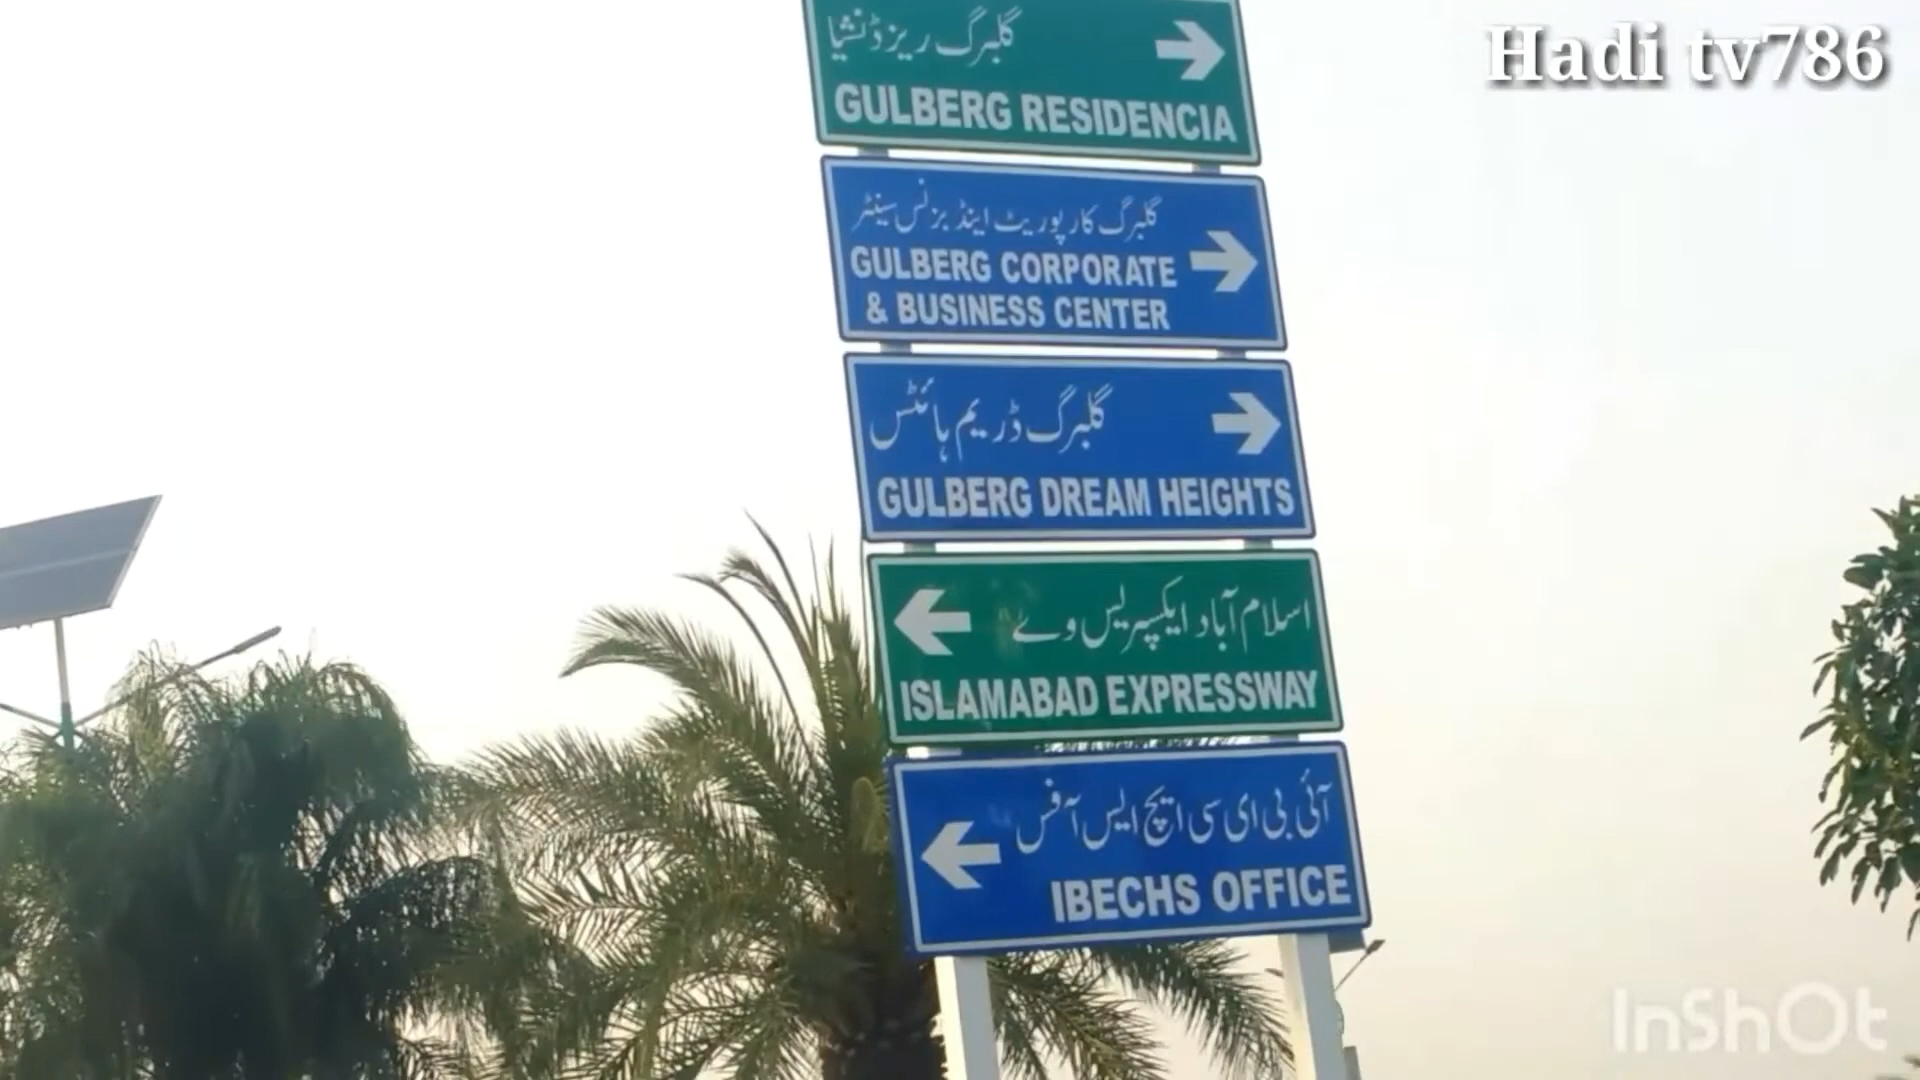 Hadi tv786
گلبرگ ریزڈنشیا
GULBERG RESIDENCIA
گلبرگ کارپوریٹ اینڈ بزنس سینٹر
GULBERG CORPORATE
& BUSINESS CENTER
گلبرگ ڈریم ہائٹس
GULBERG DREAM HEIGHTS
اسلام آباد ایکسپریس وے
ISLAMABAD EXPRESSWAY
آئی بی ای سی ایچ ایس آفس
IBECHS OFFICE
InShOt